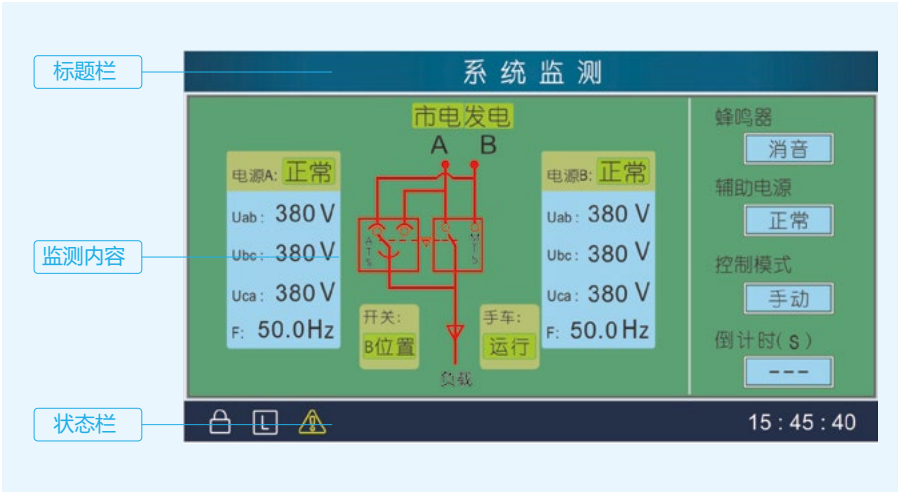 标题栏
系统监测
市电发电
A B
电源A: 正常
Uab: 380 V
Ubc: 380 V
Uca: 380 V
F: 50.0Hz
电源B: 正常
Uab: 380 V
Ubc: 380 V
Uca: 380 V
F: 50.0Hz
ATS
MTS
开关:
B位置
手车:
运行
负载
蜂鸣器
消音
辅助电源
正常
控制模式
手动
倒计时(S)
---
监测内容
状态栏
L
15:45:40